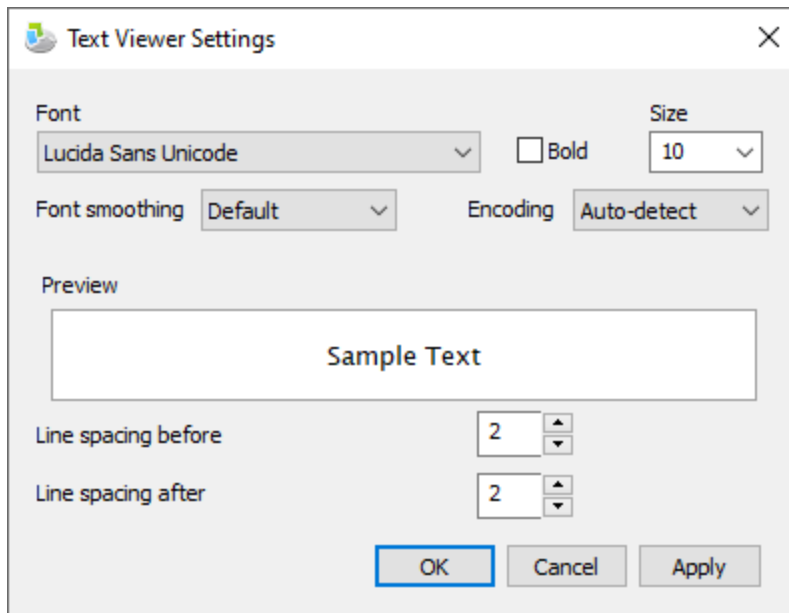 Text Viewer Settings
Font
Size
Lucida Sans Unicode
Bold
10
Font smoothing Default Encoding Auto-detect
Preview
Sample Text
Line spacing before 2
Line spacing after 2
OK Cancel Apply